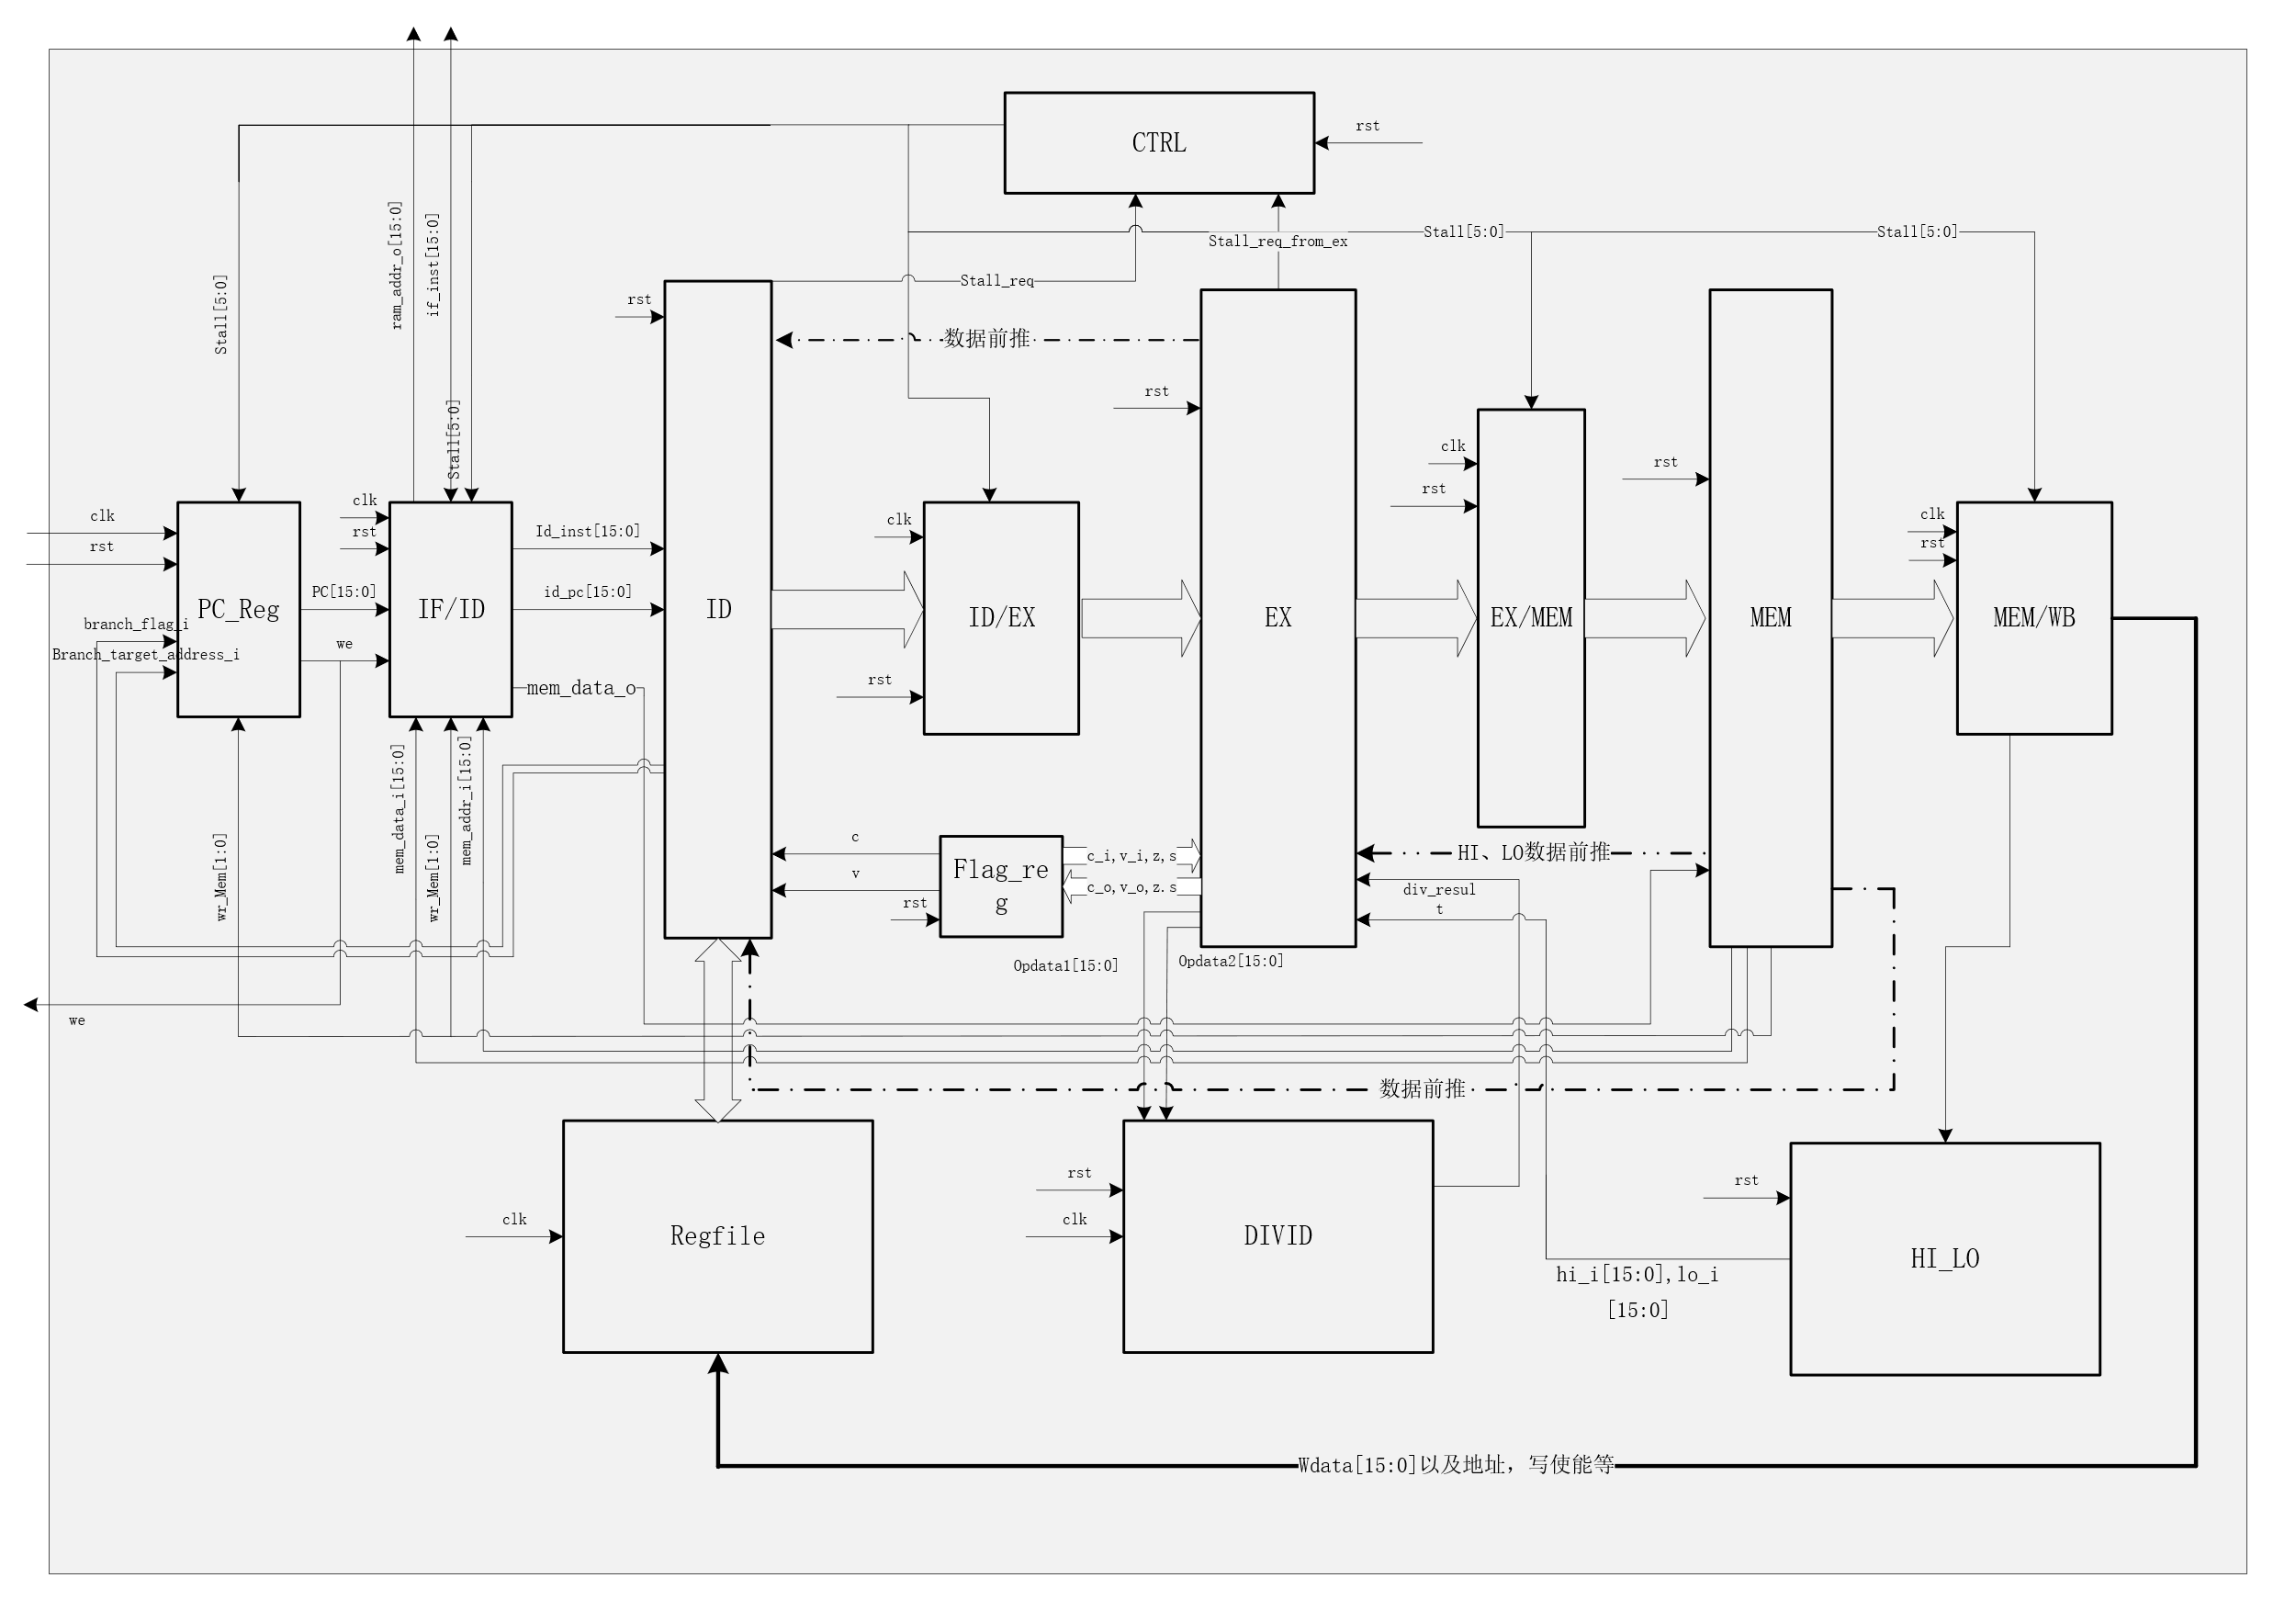 CTRL
rst
ram_addr_o[15:0]
if_inst[15:0]
Stall[5:0]
Stall[5:0]
Stall_req_from_ex
Stall[5:0]
Stall[5:0]
Stall_req
rst
数据前推
rst
clk
rst
rst
clk
rst
PC_Reg
branch_flag_i
Branch_target_address_i
PC[15:0]
we
clk
rst
IF/ID
Id_inst[15:0]
id_pc[15:0]
mem_data_o
ID
clk
rst
ID/EX
EX
EX/MEM
MEM
clk
rst
MEM/WB
wr_Mem[1:0]
mem_data_i[15:0]
wr_Mem[1:0]
mem_addr_i[15:0]
c
v
rst
Flag_re
g
c_i,v_i,z,s
c_o,v_o,z.s
HI、LO数据前推
div_resul
t
Opdata1[15:0]
Opdata2[15:0]
we
数据前推
clk
Regfile
rst
clk
DIVID
rst
HI_LO
hi_i[15:0],lo_i
[15:0]
Wdata[15:0]以及地址，写使能等